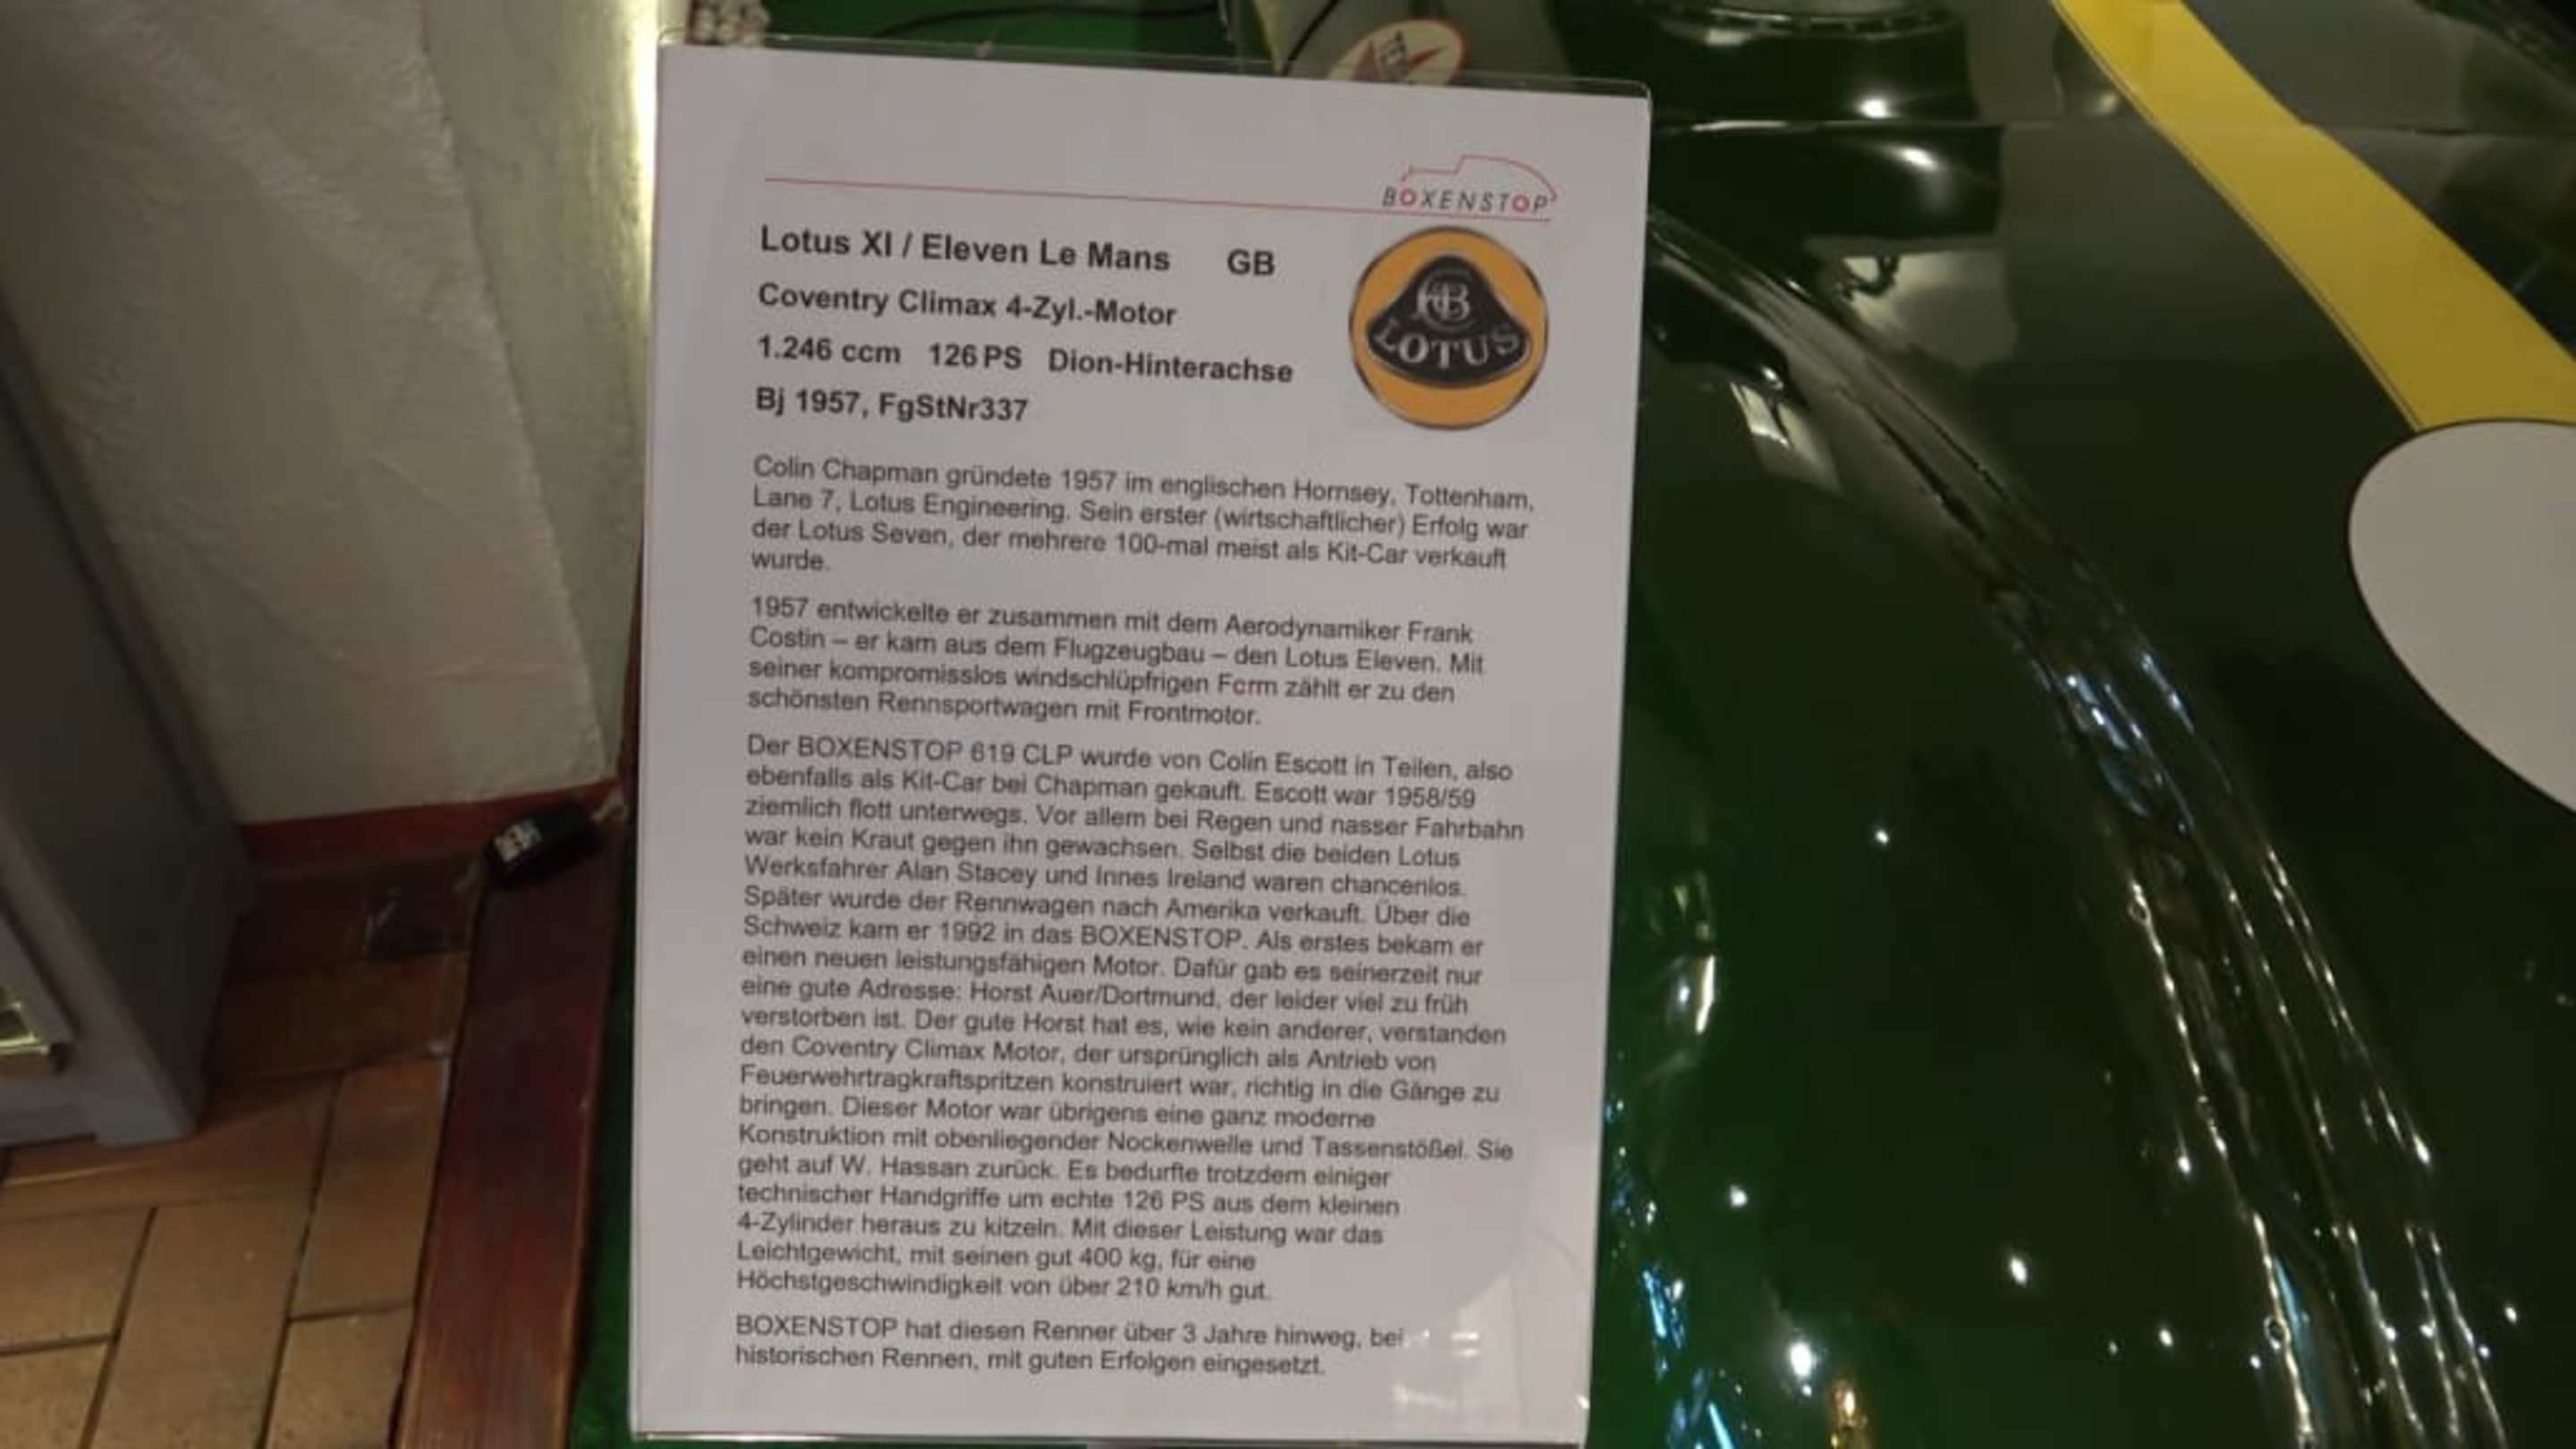 BOXENSTOP
Lotus XI / Eleven Le Mans GB
Coventry Climax 4-Zyl.-Motor
1.246 ccm 126 PS Dion-Hinterachse
Bj 1957, FgStNr337
LOTUS
Colin Chapman gründete 1957 im englischen Hornsey, Tottenham,
Lane 7, Lotus Engineering. Sein erster (wirtschaftlicher) Erfolg war
der Lotus Seven, der mehrere 100-mal meist als Kit-Car verkauft
wurde.
1957 entwickelte er zusammen mit dem Aerodynamiker Frank
Costin – er kam aus dem Flugzeugbau – den Lotus Eleven. Mit
seiner kompromisslos windschlüpfrigen Form zählt er zu den
schönsten Rennsportwagen mit Frontmotor.
Der BOXENSTOP 619 CLP wurde von Colin Escott in Teilen, also
ebenfalls als Kit-Car bei Chapman gekauft. Escott war 1958/59
ziemlich flott unterwegs. Vor allem bei Regen und nasser Fahrbahn
war kein Kraut gegen ihn gewachsen. Selbst die beiden Lotus
Werksfahrer Alan Stacey und Innes Ireland waren chancenlos.
Später wurde der Rennwagen nach Amerika verkauft. Über die
Schweiz kam er 1992 in das BOXENSTOP. Als erstes bekam er
einen neuen leistungsfähigen Motor. Dafür gab es seinerzeit nur
eine gute Adresse: Horst Auer/Dortmund, der leider viel zu früh
verstorben ist. Der gute Horst hat es, wie kein anderer, verstanden
den Coventry Climax Motor, der ursprünglich als Antrieb von
Feuerwehrtragkraftspritzen konstruiert war, richtig in die Gänge zu
bringen. Dieser Motor war übrigens eine ganz moderne
Konstruktion mit obenliegender Nockenwelle und Tassenstößel. Sie
geht auf W. Hassan zurück. Es bedurfte trotzdem einiger
technischer Handgriffe um echte 126 PS aus dem kleinen
4-Zylinder heraus zu kitzeln. Mit dieser Leistung war das
Leichtgewicht, mit seinen gut 400 kg, für eine
Höchstgeschwindigkeit von über 210 km/h gut.
BOXENSTOP hat diesen Renner über 3 Jahre hinweg, bei
historischen Rennen, mit guten Erfolgen eingesetzt.